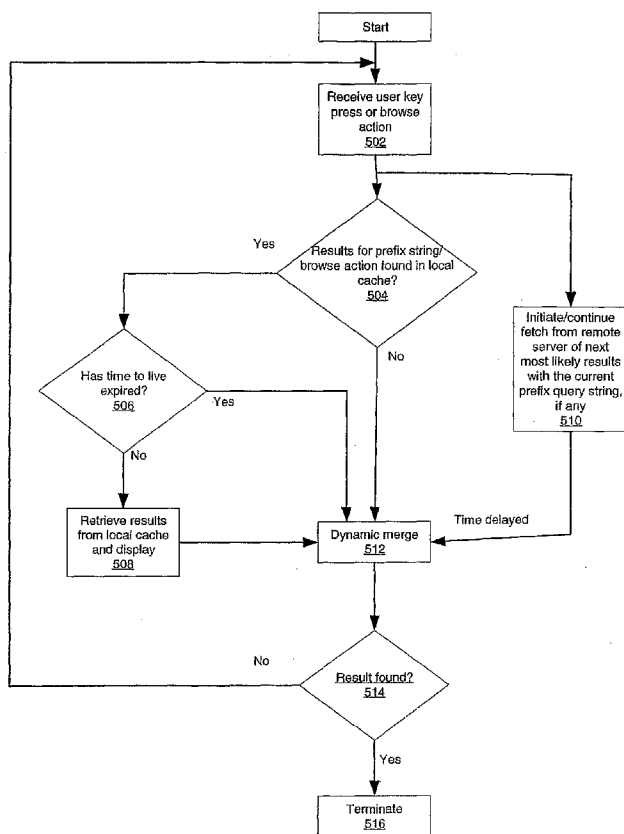 Start
Receive user key
press or browse
action
502
Yes
Results for prefix string/
browse action found in local
cache?
504
No
Initiate/continue
fetch from remote
server of next
most likely results
with the current
prefix query string,
if any
510
Has time to live
expired?
506
Yes
No
Retrieve results
from local cache
and display
508
Dynamic merge
512
Time delayed
No
Result found?
514
Yes
Terminate
516